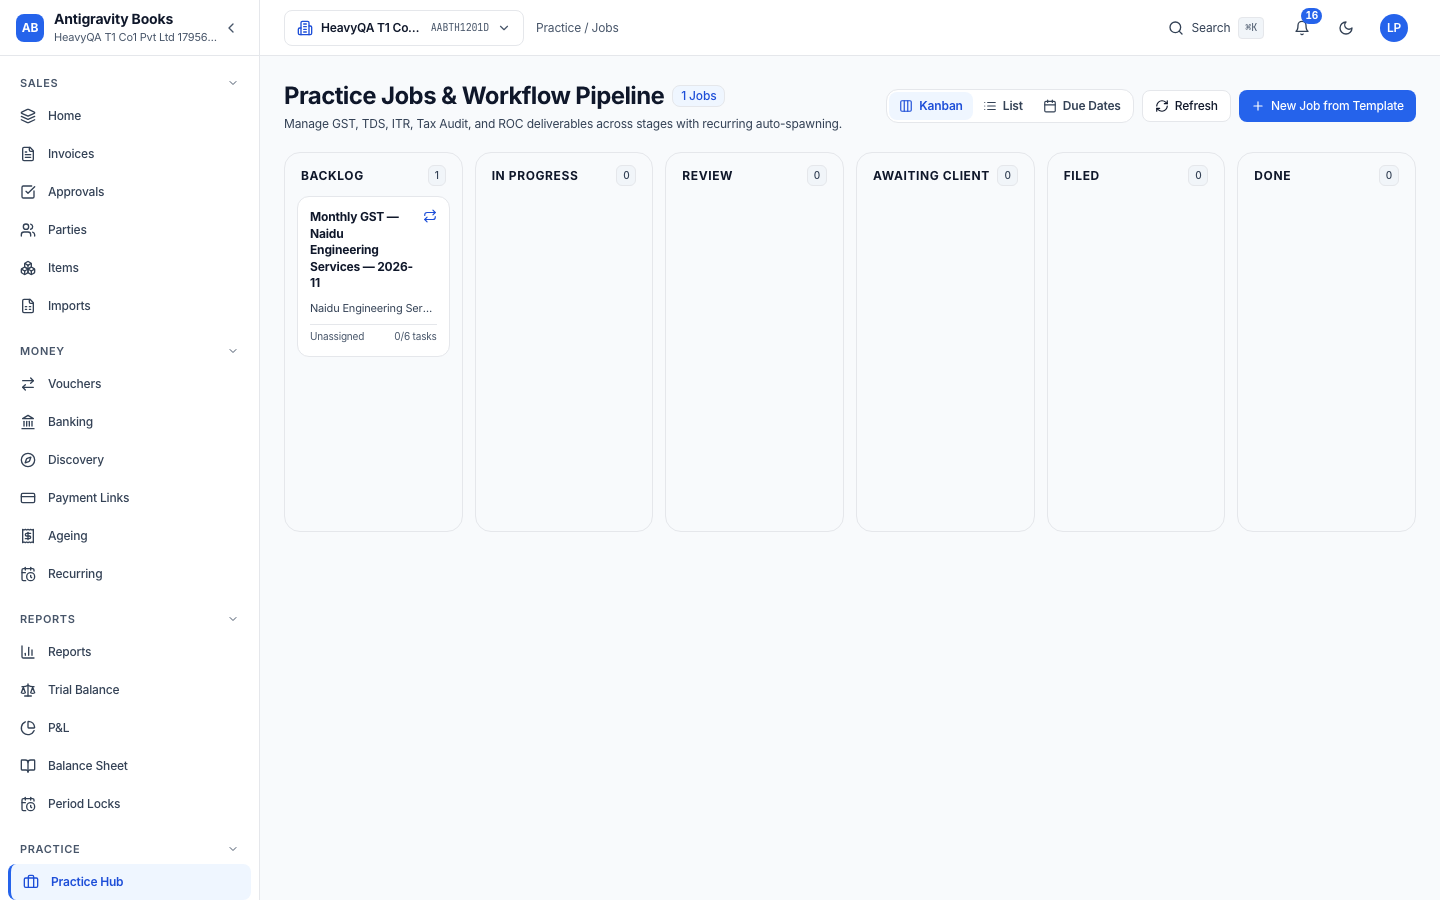 AB
Antigravity Books
HeavyQA T1 Co1 Pvt Ltd 17956...
HeavyQA T1 Co... AABTH1201D
Practice / Jobs
Search ⌘K
16
LP
SALES
Home
Invoices
Approvals
Parties
Items
Imports
MONEY
Vouchers
Banking
Discovery
Payment Links
Ageing
Recurring
REPORTS
Reports
Trial Balance
P&L
Balance Sheet
Period Locks
PRACTICE
Practice Hub
Practice Jobs & Workflow Pipeline 1 Jobs
Manage GST, TDS, ITR, Tax Audit, and ROC deliverables across stages with recurring auto-spawning.
Kanban List Due Dates
Refresh
New Job from Template
BACKLOG 1
Monthly GST —
Naidu
Engineering
Services — 2026-
11
Naidu Engineering Ser...
Unassigned 0/6 tasks
IN PROGRESS 0
REVIEW 0
AWAITING CLIENT 0
FILED 0
DONE 0